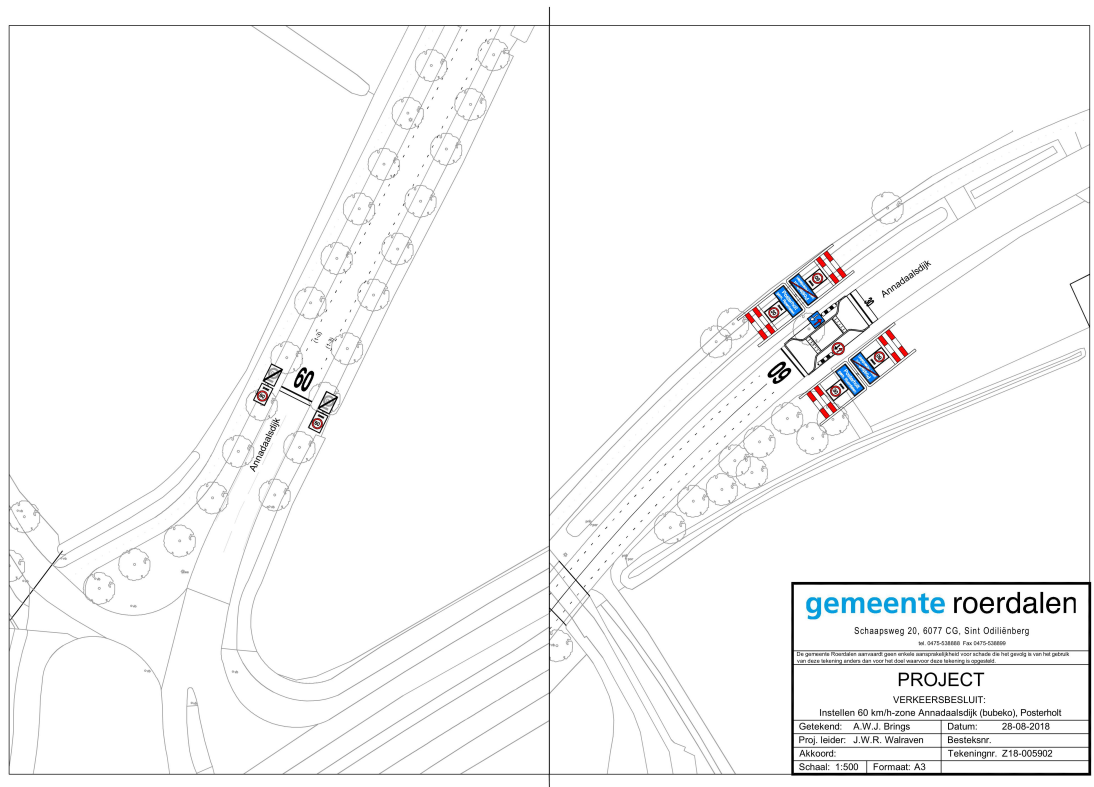 60
Annadaalsdijk
Annadaalsdijk
60
gemeente roerdalen
Schaapsweg 20, 6077 CG, Sint Odiliënberg
tel. 0475-538888 Fax 0475-538899
De gemeente Roerdalen aanvaardt geen enkele aansprakelijkheid voor schade die het gevolg is van het gebruik
van deze tekening anders dan voor het doel waarvoor deze tekening is opgesteld.
PROJECT
VERKEERSBESLUIT:
Instellen 60 km/h-zone Annadaalsdijk (bubeko), Posterholt
Getekend: A.W.J. Brings Datum: 28-08-2018
Proj. leider: J.W.R. Walraven Besteksnr.
Akkoord: Tekeningnr. Z18-005902
Schaal: 1:500 Formaat: A3